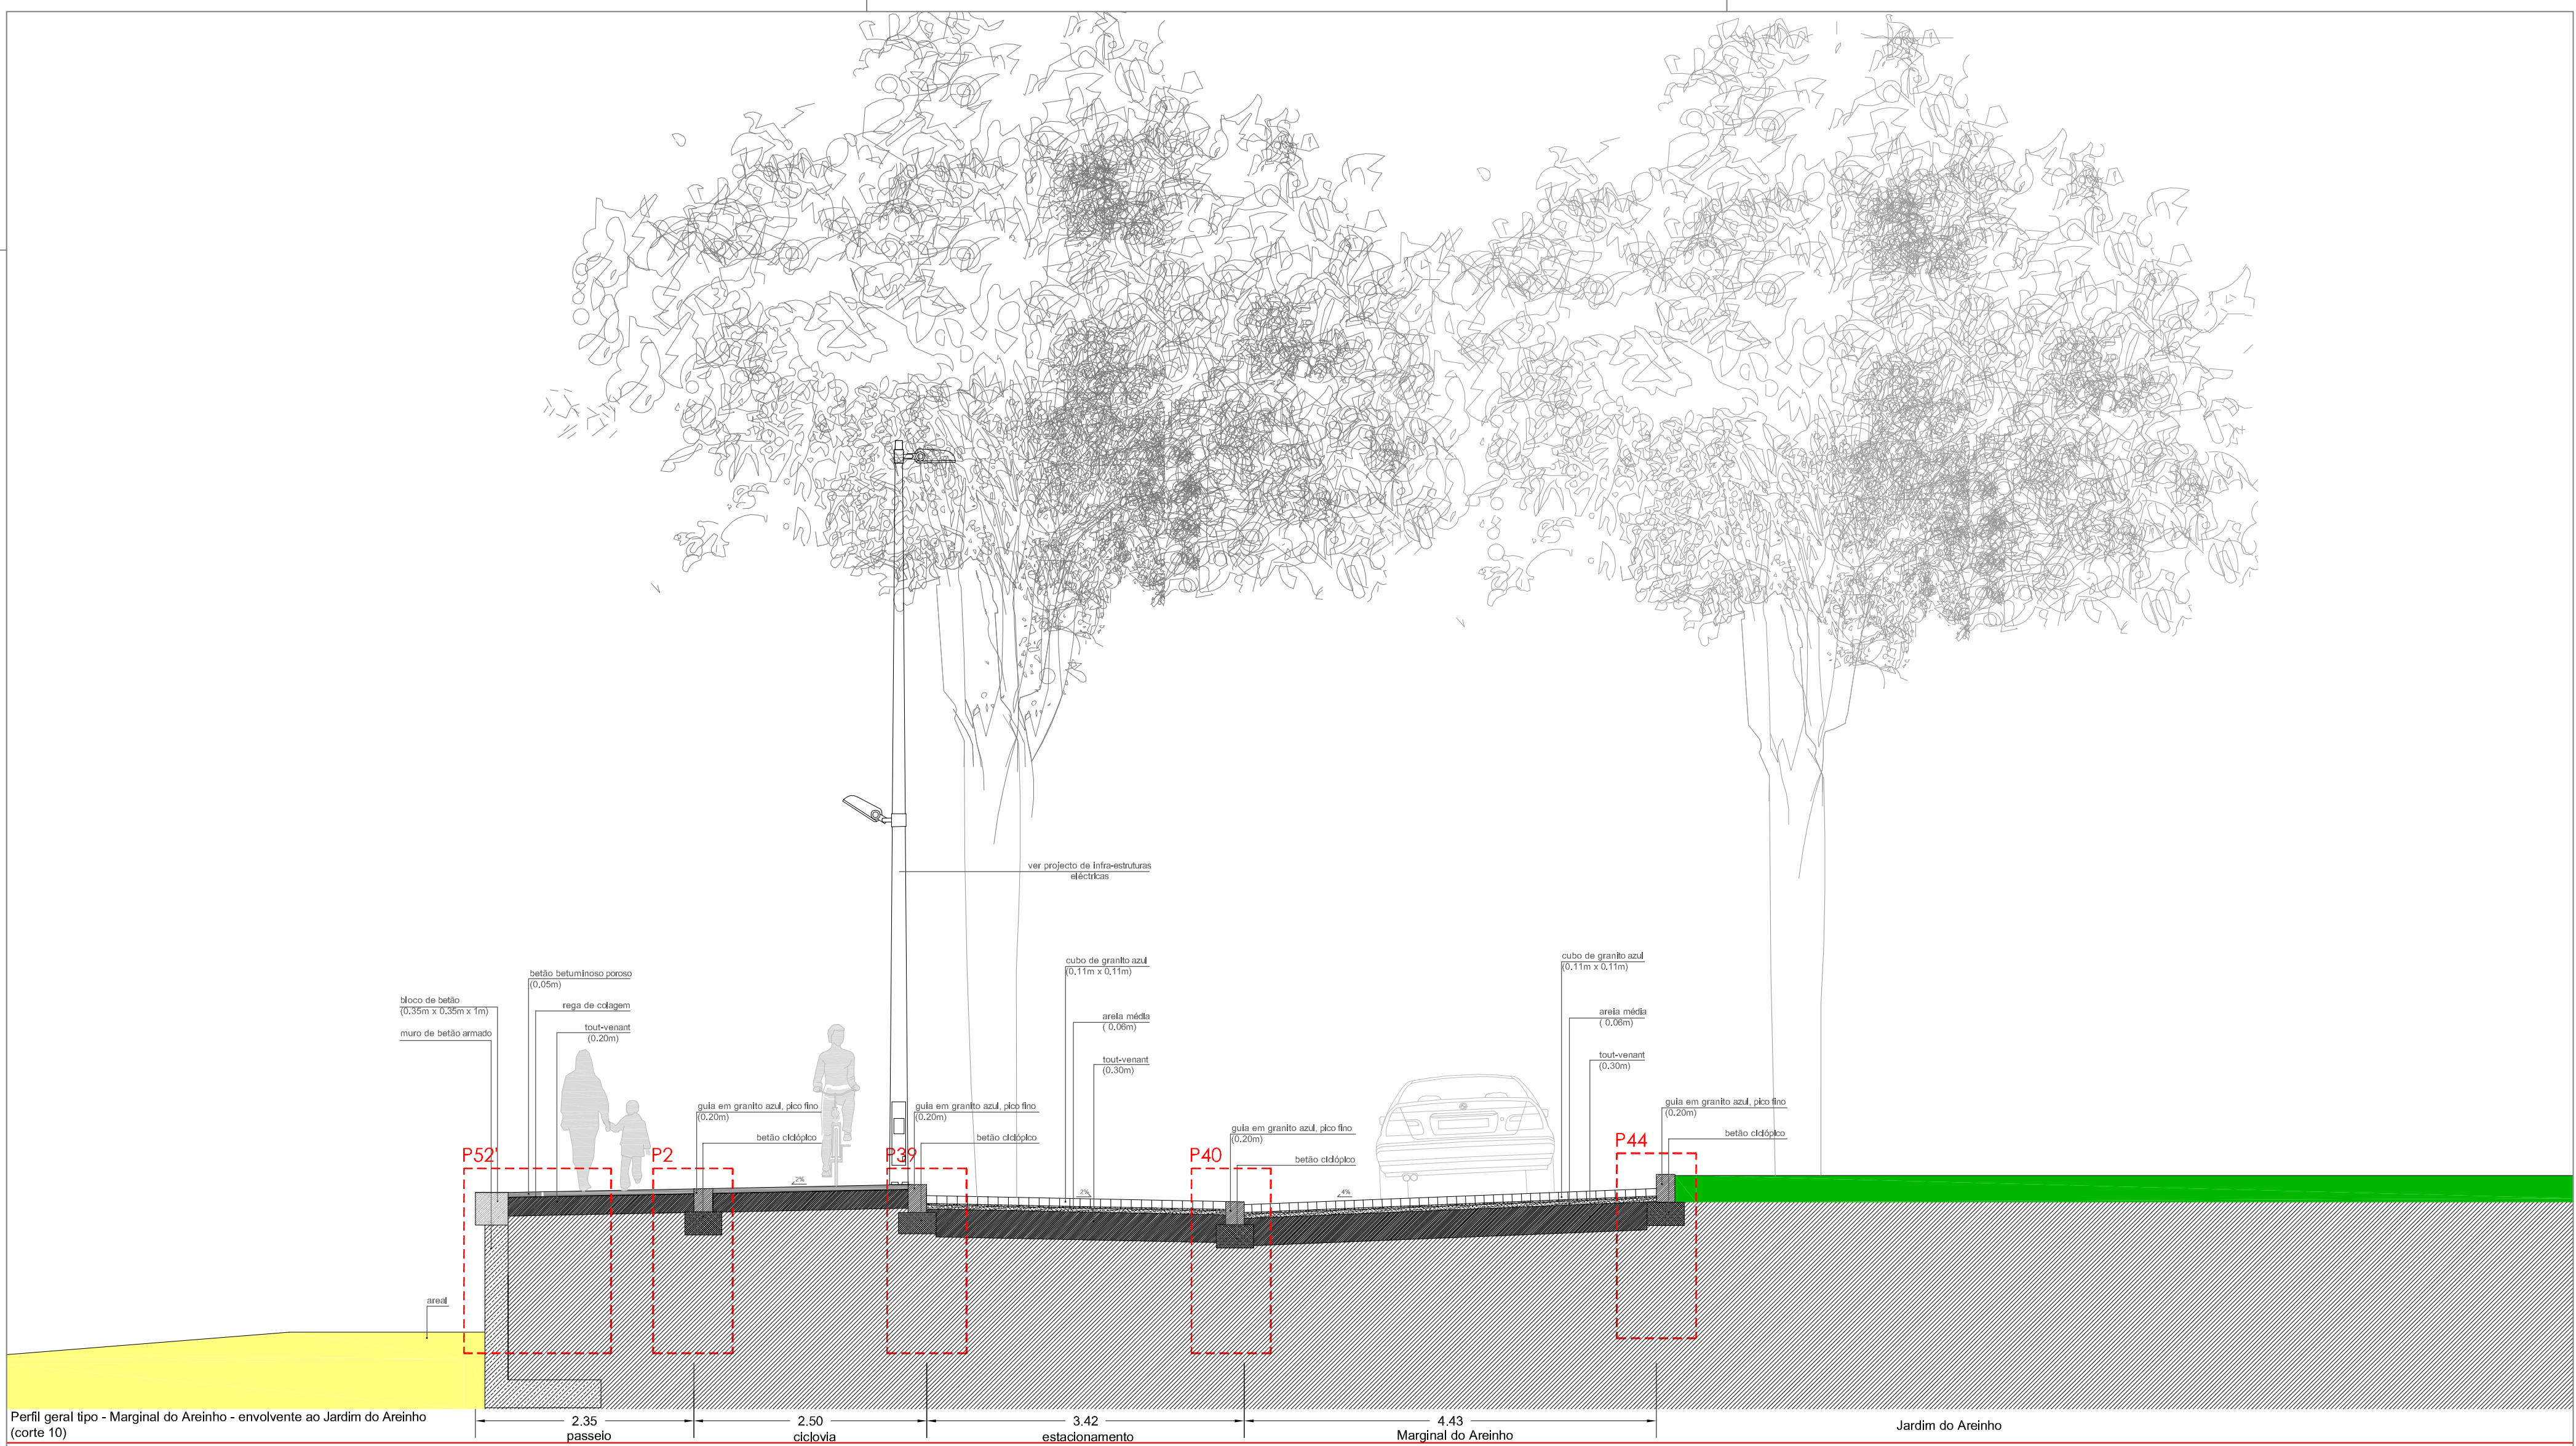 ver projecto de infra-estruturas
eléctricas
betão betuminoso poroso
(0.05m)
bloco de betão
(0.35m x 0.35m x 1m)
rega de colagem
muro de betão armado
tout-venant
(0.20m)
cubo de granito azul
(0.11m x 0.11m)
areia média
( 0.06m)
tout-venant
(0.30m)
cubo de granito azul
(0.11m x 0.11m)
areia média
( 0.06m)
tout-venant
(0.30m)
guia em granito azul, pico fino
(0.20m)
betão ciclópico
guia em granito azul, pico fino
(0.20m)
betão ciclópico
guia em granito azul, pico fino
(0.20m)
betão ciclópico
guia em granito azul, pico fino
(0.20m)
betão ciclópico
P52'
P2
P39
P40
P44
2%
2%
4%
areal
Perfil geral tipo - Marginal do Areinho - envolvente ao Jardim do Areinho
(corte 10)
2.35
passeio
2.50
ciclovia
3.42
estacionamento
4.43
Marginal do Areinho
Jardim do Areinho